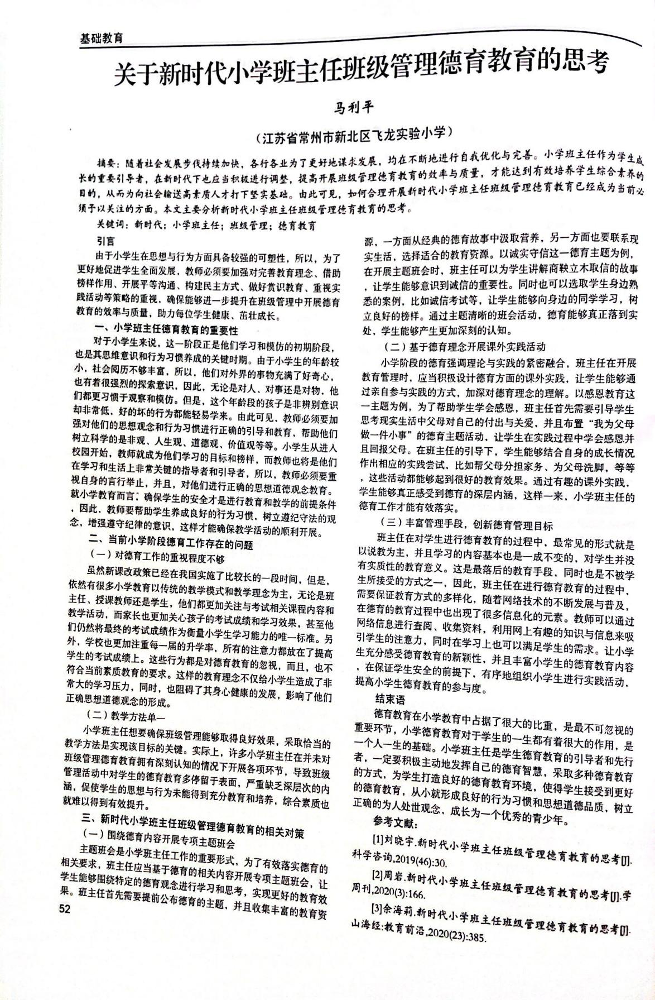 基础教育
关于新时代小学班主任班级管理德育教育的思考
马利平
（江苏省常州市新北区飞龙实验小学）
摘要：随着社会发展步伐持续加快，各行各业为了更好地谋求发展，均在不断地进行自我优化与完善。小学班主任作为学生成
长的重要引导者，在新时代下也应当积极进行调整，提高开展班级管理德育教育的效率与质量，才能达到有效培养学生综合素养的
目的，从而为向社会输送高素质人才打下坚实基础。由此可见，如何合理开展新时代小学班主任班级管理德育教育已经成为当前必
须予以关注的方面。本文主要分析新时代小学班主任班级管理德育教育的思考。
关键词：新时代；小学班主任；班级管理；德育教育
引言
由于小学生在思想与行为方面具备较强的可塑性，所以，为了
更好地促进学生全面发展，教师必须要加强对完善教育理念、借助
榜样作用、开展平等沟通、构建民主方式、做好赏识教育、重视实
践活动等策略的重视，确保能够进一步提升在班级管理中开展德育
教育的效率与质量，助力每位学生健康、茁壮成长。
一、小学班主任德育教育的重要性
对于小学生来说，这一阶段正是他们学习和模仿的初期阶段，
也是其思维意识和行为习惯养成的关键时期。由于小学生的年龄较
小，社会阅历不够丰富，所以，他们对外界的事物充满了好奇心，
也有着很强烈的探索意识，因此，无论是对人、对事还是对物，他
们都更习惯于观察和模仿。但是，这个年龄段的孩子是非辨别意识
却非常低，好的坏的行为都能轻易学来。由此可见，教师必须要加
强对他们的思想观念和行为习惯进行正确的引导和教育，帮助他们
树立科学的是非观、人生观、道德观、价值观等等。小学生从进入
校园开始，教师就成为他们学习的目标和榜样，而教师也将是他们
在学习和生活上非常关键的指导者和引导者，所以，教师必须要重
视自身的言行举止，并且，对他们进行正确的思想道德观念教育。
就小学教育而言；确保学生的安全才是进行教育和教学的前提条件
，因此，教师要帮助学生养成良好的行为习惯，树立遵纪守法的观
念，增强遵守纪律的意识，这样才能确保教学活动的顺利开展。
二、当前小学阶段德育工作存在的问题
（一）对德育工作的重视程度不够
虽然新课改政策已经在我国实施了比较长的一段时间，但是，
依然有很多小学教育以传统的教学模式和教学理念为主，无论是班
主任、授课教师还是学生，他们都更加关注与考试相关课程内容和
教学活动，而家长也更加关心孩子的考试成绩和学习效果，甚至他
们仍然将最终的考试成绩作为衡量小学生学习能力的唯一标准。另
外，学校也更加注重每一届的升学率，所有的注意力都放在了提高
学生的考试成绩上。这些行为都是对德育教育的忽视，而且，也不
符合当前素质教育的要求。这样的教育理念不仅给小学生造成了非
常大的学习压力，同时，也阻碍了其身心健康的发展，影响了他们
正确思想道德观念的形成。
（二）教学方法单一
小学班主任想要确保班级管理能够取得良好效果，采取恰当的
教学方法是实现该目标的关键。实际上，许多小学班主任在并未对
班级管理德育教育拥有深刻认知的情况下开展各项环节，导致班级
管理活动中对学生的德育教育多停留于表面，严重缺乏深层次的内
涵，促使学生的思想与行为未能得到充分教育和培养，综合素质也
就难以得到有效提升。
三、新时代小学班主任班级管理德育教育的相关对策
（一）围绕德育内容开展专项主题班会
主题班会是小学班主任工作的重要形式，为了有效落实德育的
相关要求，班主任应当基于德育的相关内容开展专项主题班会，让
学生能够围绕特定的德育观念进行学习和思考，实现更好的教育效
果。班主任首先需要提前公布德育的主题，并且收集丰富的教育资
52
源，一方面从经典的德育故事中汲取营养，另一方面也要联系现
实生活，选择适合的教育资源。以诚实守信这一德育主题为例，
在开展主题班会时，班主任可以为学生讲解商鞅立木取信的故事
，让学生能够意识到诚信的重要性。同时也可以选取学生身边熟
悉的案例，比如诚信考试等，让学生能够向身边的同学学习，树
立良好的榜样。通过主题清晰的班会活动，德育能够真正落到实
处，学生能够产生更加深刻的认知。
（二）基于德育理念开展课外实践活动
小学阶段的德育强调理论与实践的紧密融合，班主任在开展
教育管理时，应当积极设计德育方面的课外实践，让学生能够通
过亲自参与实践的方式，加深对德育理念的理解。以感恩教育这
一主题为例，为了帮助学生学会感恩，班主任首先需要引导学生
思考现实生活中父母对自己的付出与关爱，并且布置“我为父母
做一件小事”的德育主题活动，让学生在实践过程中学会感恩并
且回报父母。在班主任的引导下，学生能够结合自身的成长情况
作出相应的实践尝试，比如帮父母分担家务、为父母洗脚，等等
，这些活动都能够起到很好的教育效果。通过有趣的课外实践，
学生能够真正感受到德育的深层内涵，这样一来，小学班主任的
德育工作才能有效落实。
（三）丰富管理手段，创新德育管理目标
班主任在对学生进行德育教育的过程中，最常见的形式就是
以说教为主，并且学习的内容基本也是一成不变的，对学生并没
有实质性的教育意义。这是最落后的教育手段，同时也是不被学
生所接受的方式之一，因此，班主任在进行德育教育的过程中，
需要保证教育方式的多样化，随着网络技术的不断发展与普及，
在德育的教育过程中也出现了很多信息化的元素。教师可以通过
网络信息进行查阅、收集资料，利用网上有趣的知识与信息来吸
引学生的注意力，同时在学习上也可以满足学生的需求。让小学
生充分感受德育教育的新颖性，并且丰富小学生的德育教育内容
，在保证学生安全的前提下，有序地组织小学生进行实践活动，
提高小学生德育教育的参与度。
结束语
德育教育在小学教育中占据了很大的比重，是最不可忽视的
重要环节，小学德育教育对于学生的一生都有着很大的作用，是
一个人一生的基础。小学班主任是学生德育教育的引导者和先行
者，一定要积极主动地发挥自己的德育智慧，采取多种德育教育
的方式，为学生打造良好的德育教育环境，使得学生接受到更好
的德育教育，从小就形成良好的行为习惯和思想道德品质，树立
正确的为人处世观念，成长为一个优秀的青少年。
参考文献：
[1]刘晓宇.新时代小学班主任班级管理德育教育的思考[J].
科学咨询,2019(46):30.
[2]周岩.新时代小学班主任班级管理德育教育的思考[J].学
周刊,2020(3):166.
[3]余海莉.新时代小学班主任班级管理德育教育的思考[J].
山海经:教育前沿,2020(23):385.